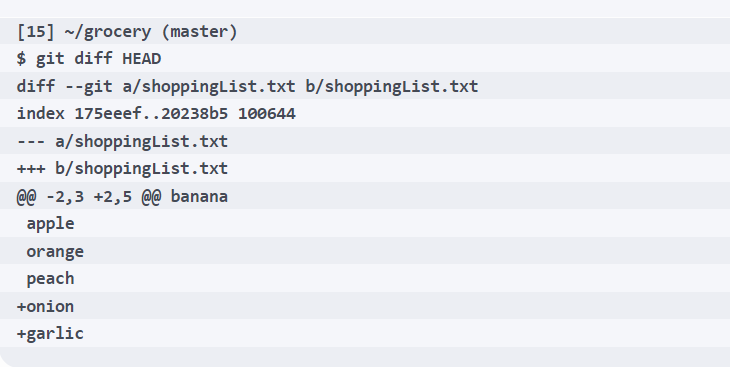 [15] ~/grocery (master)
$ git diff HEAD
diff --git a/shoppingList.txt b/shoppingList.txt
index 175eeef..20238b5 100644
--- a/shoppingList.txt
+++ b/shoppingList.txt
@@ -2,3 +2,5 @@ banana
 apple
 orange
 peach
+onion
+garlic